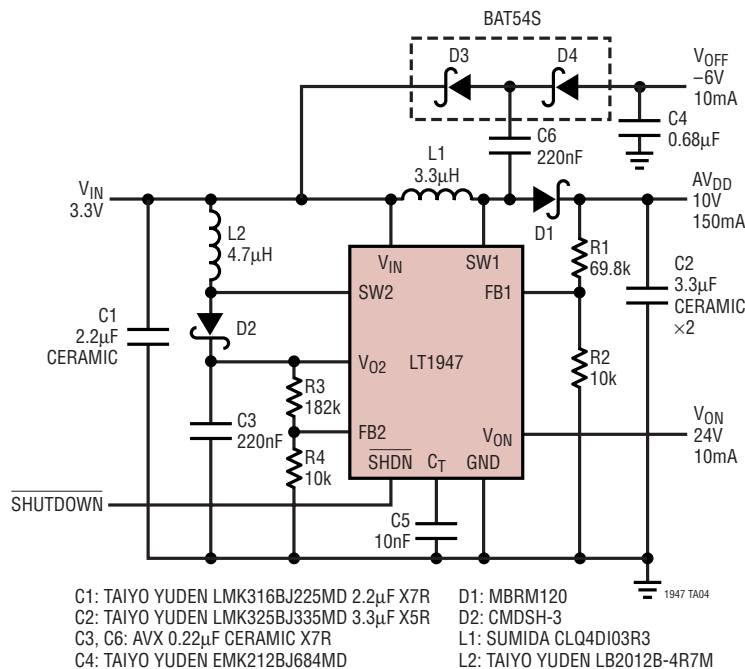 BAT54S
D3
D4
VOFF
–6V
10mA
C4
0.68µF
C6
220nF
L1
3.3µH
VIN
3.3V
AVDD
10V
150mA
D1
L2
4.7µH
VIN
SW1
R1
69.8k
C2
3.3µF
CERAMIC
×2
SW2
FB1
C1
2.2µF
CERAMIC
D2
VO2
LT1947
R3
182k
R2
10k
C3
220nF
FB2
VON
VON
24V
10mA
R4
10k
SHDN
CT
GND
SHUTDOWN
C5
10nF
1947 TA04
C1: TAIYO YUDEN LMK316BJ225MD 2.2µF X7R
C2: TAIYO YUDEN LMK325BJ335MD 3.3µF X5R
C3, C6: AVX 0.22µF CERAMIC X7R
C4: TAIYO YUDEN EMK212BJ684MD
D1: MBRM120
D2: CMDSH-3
L1: SUMIDA CLQ4DI03R3
L2: TAIYO YUDEN LB2012B-4R7M